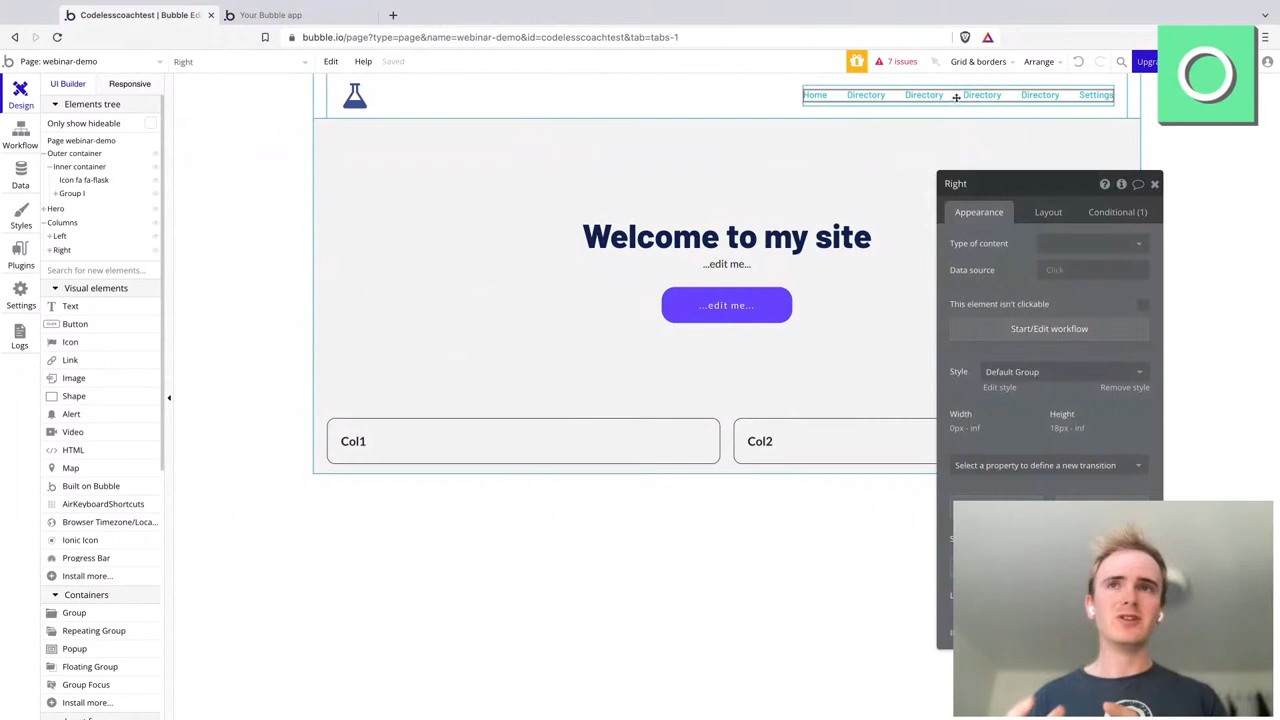 Codelesscoachtest | Bubble Ed
Your Bubble app
bubble.io/page?type=page&name=webinar-demo&id=codelesscoachtest&tab=tabs-1
Page: webinar-demo
Right
Edit
Help
Saved
7 issues
Grid & borders
Arrange
Upgra
Design
Workflow
Data
Styles
Plugins
Settings
Logs
UI Builder
Responsive
Elements tree
Only show hideable
Page webinar-demo
Outer container
Inner container
Icon fa fa-flask
Group I
Hero
Columns
Left
Right
Search for new elements...
Visual elements
Text
Button
Icon
Link
Image
Shape
Alert
Video
HTML
Map
Built on Bubble
AirKeyboardShortcuts
Browser Timezone/Loca...
Ionic Icon
Progress Bar
Install more...
Containers
Group
Repeating Group
Popup
Floating Group
Group Focus
Install more...
Home
Directory
Directory
Directory
Directory
Settings
Welcome to my site
...edit me...
...edit me...
Col1
Col2
Right
Appearance
Layout
Conditional (1)
Type of content
Data source
Click
This element isn't clickable
Start/Edit workflow
Style
Default Group
Edit style
Remove style
Width
Height
0px - inf
18px - inf
Select a property to define a new transition